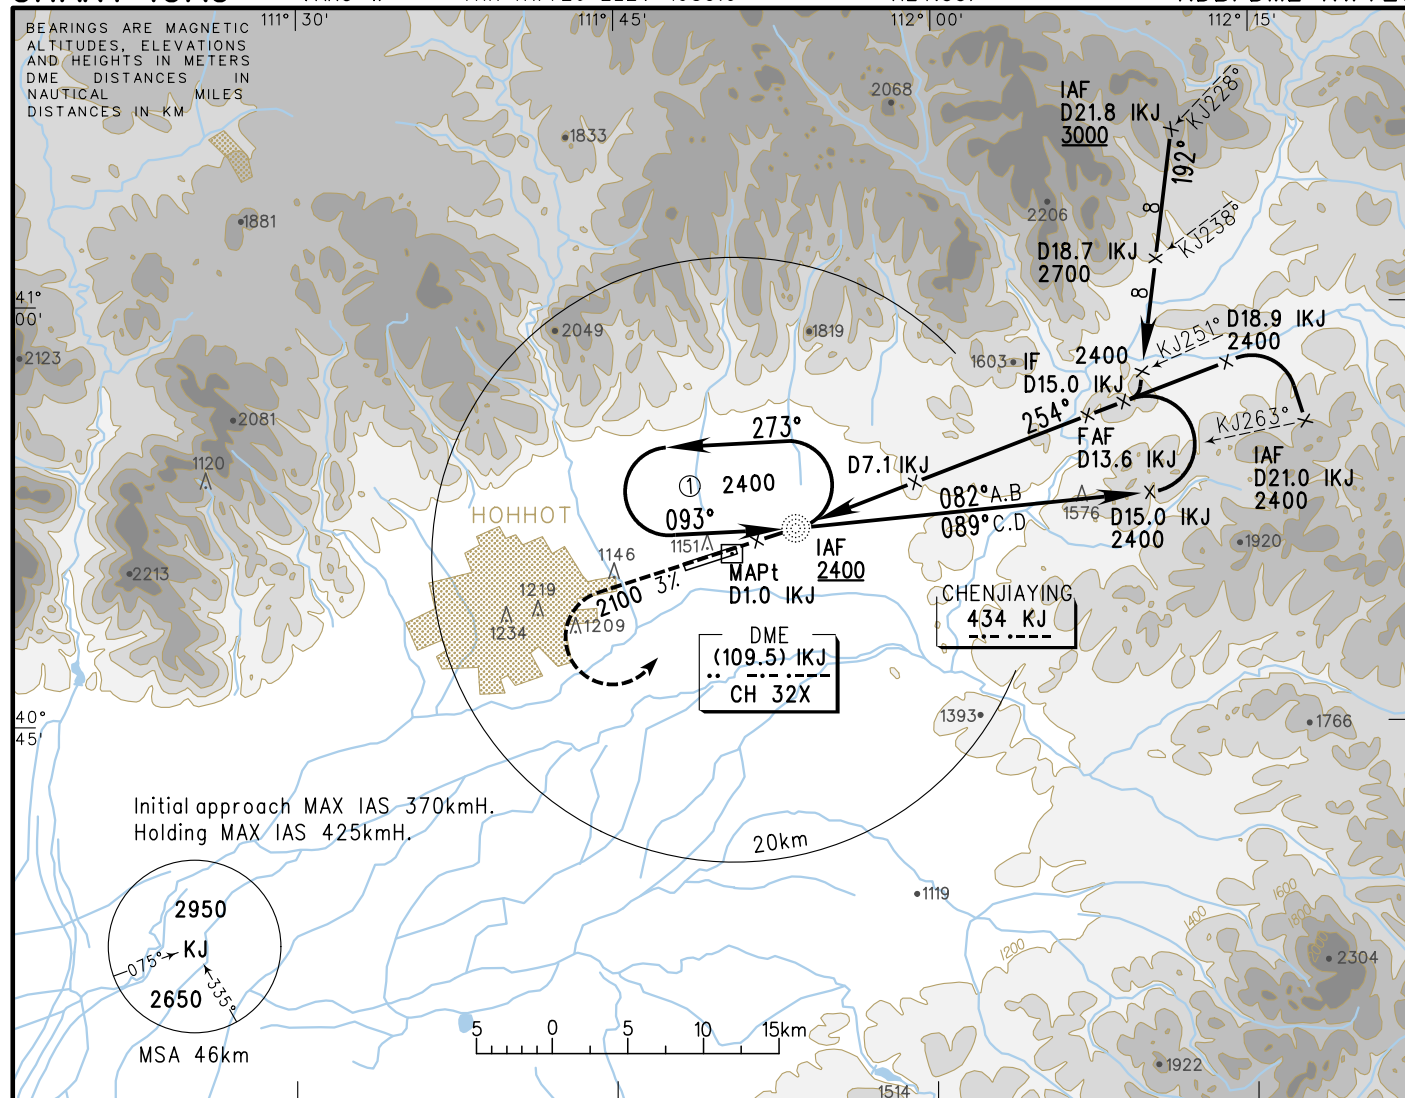 111° 30'
111° 45'
112° 00'
112° 15'
BEARINGS ARE MAGNETIC
ALTITUDES, ELEVATIONS
AND HEIGHTS IN METERS
DME DISTANCES IN
NAUTICAL MILES
DISTANCES IN KM
2068
1833
IAF
D21.8 IKJ
3000
KJ228°
192°
8
1881
2206
KJ238°
D18.7 IKJ
2700
8
41°
00'
2049
1819
2123
1603
IF
D15.0 IKJ
2400
KJ251°
D18.9 IKJ
2400
2081
273°
254°
KJ263°
FAF
D13.6 IKJ
IAF
D21.0 IKJ
2400
1120
D7.1 IKJ
1 2400
082° A.B
089° C.D
1576
D15.0 IKJ
2400
HOHHOT
093°
1151
1146
IAF
2400
1920
2213
MAPt
D1.0 IKJ
3%
2100
1219
1234
1209
CHENJIAYING
434 KJ
DME
(109.5) IKJ
CH 32X
40°
45'
1393
1766
Initial approach MAX IAS 370kmH.
Holding MAX IAS 425kmH.
20km
1119
2950
KJ
075°
335°
2650
MSA 46km
5 0 5 10 15km
1200
1400
1600
1800
2304
1922
1514